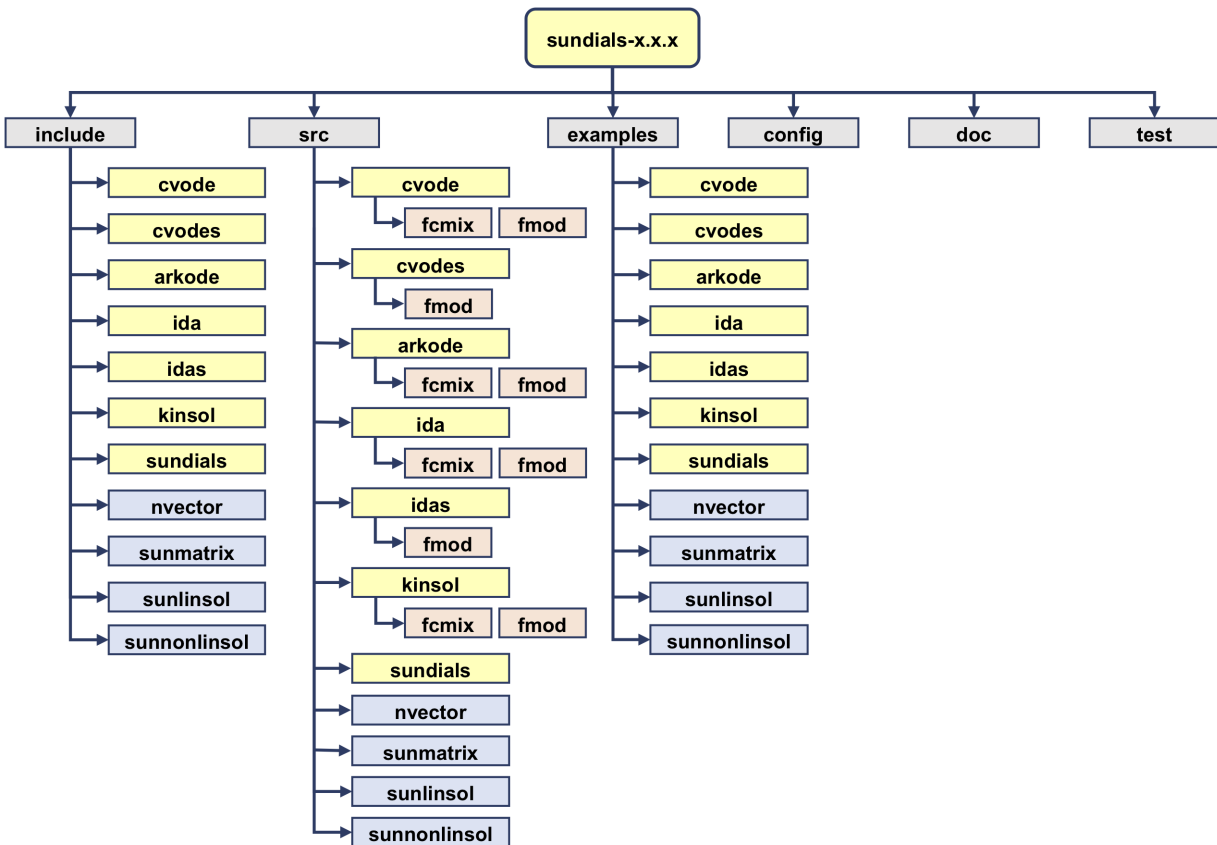 sundials-x.x.x
include
src
examples
config
doc
test
cvode
cvodes
arkode
ida
idas
kinsol
sundials
nvector
sunmatrix
sunlinsol
sunnonlinsol
cvode
fcmix fmod
cvodes
fmod
arkode
fcmix fmod
ida
fcmix fmod
idas
fmod
kinsol
fcmix fmod
sundials
nvector
sunmatrix
sunlinsol
sunnonlinsol
cvode
cvodes
arkode
ida
idas
kinsol
sundials
nvector
sunmatrix
sunlinsol
sunnonlinsol